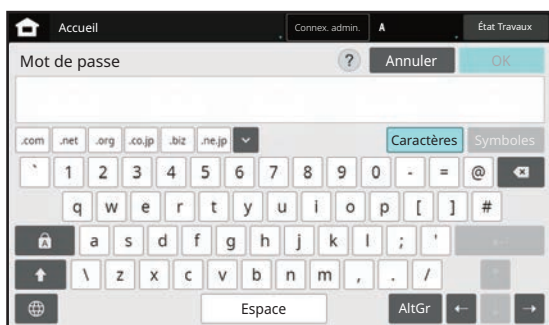 Accueil Connex. admin. A État Travaux
Mot de passe ? Annuler OK
.com .net .org .co.jp .biz .ne.jp Caractères Symboles
` 1 2 3 4 5 6 7 8 9 0 - = @
q w e r t y u i o p [ ] #
A a s d f g h j k l ; '
\ z x c v b n m , . /
Espace AltGr ← ↓ →